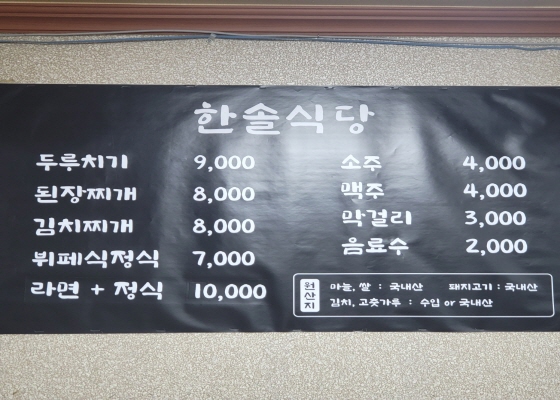 한솔식당
두루치기 9,000
된장찌개 8,000
김치찌개 8,000
뷔페식정식 7,000
라면 + 정식 10,000
소주 4,000
맥주 4,000
막걸리 3,000
음료수 2,000
원산지
마늘, 쌀 : 국내산 돼지고기 : 국내산
김치, 고춧가루 : 수입 or 국내산